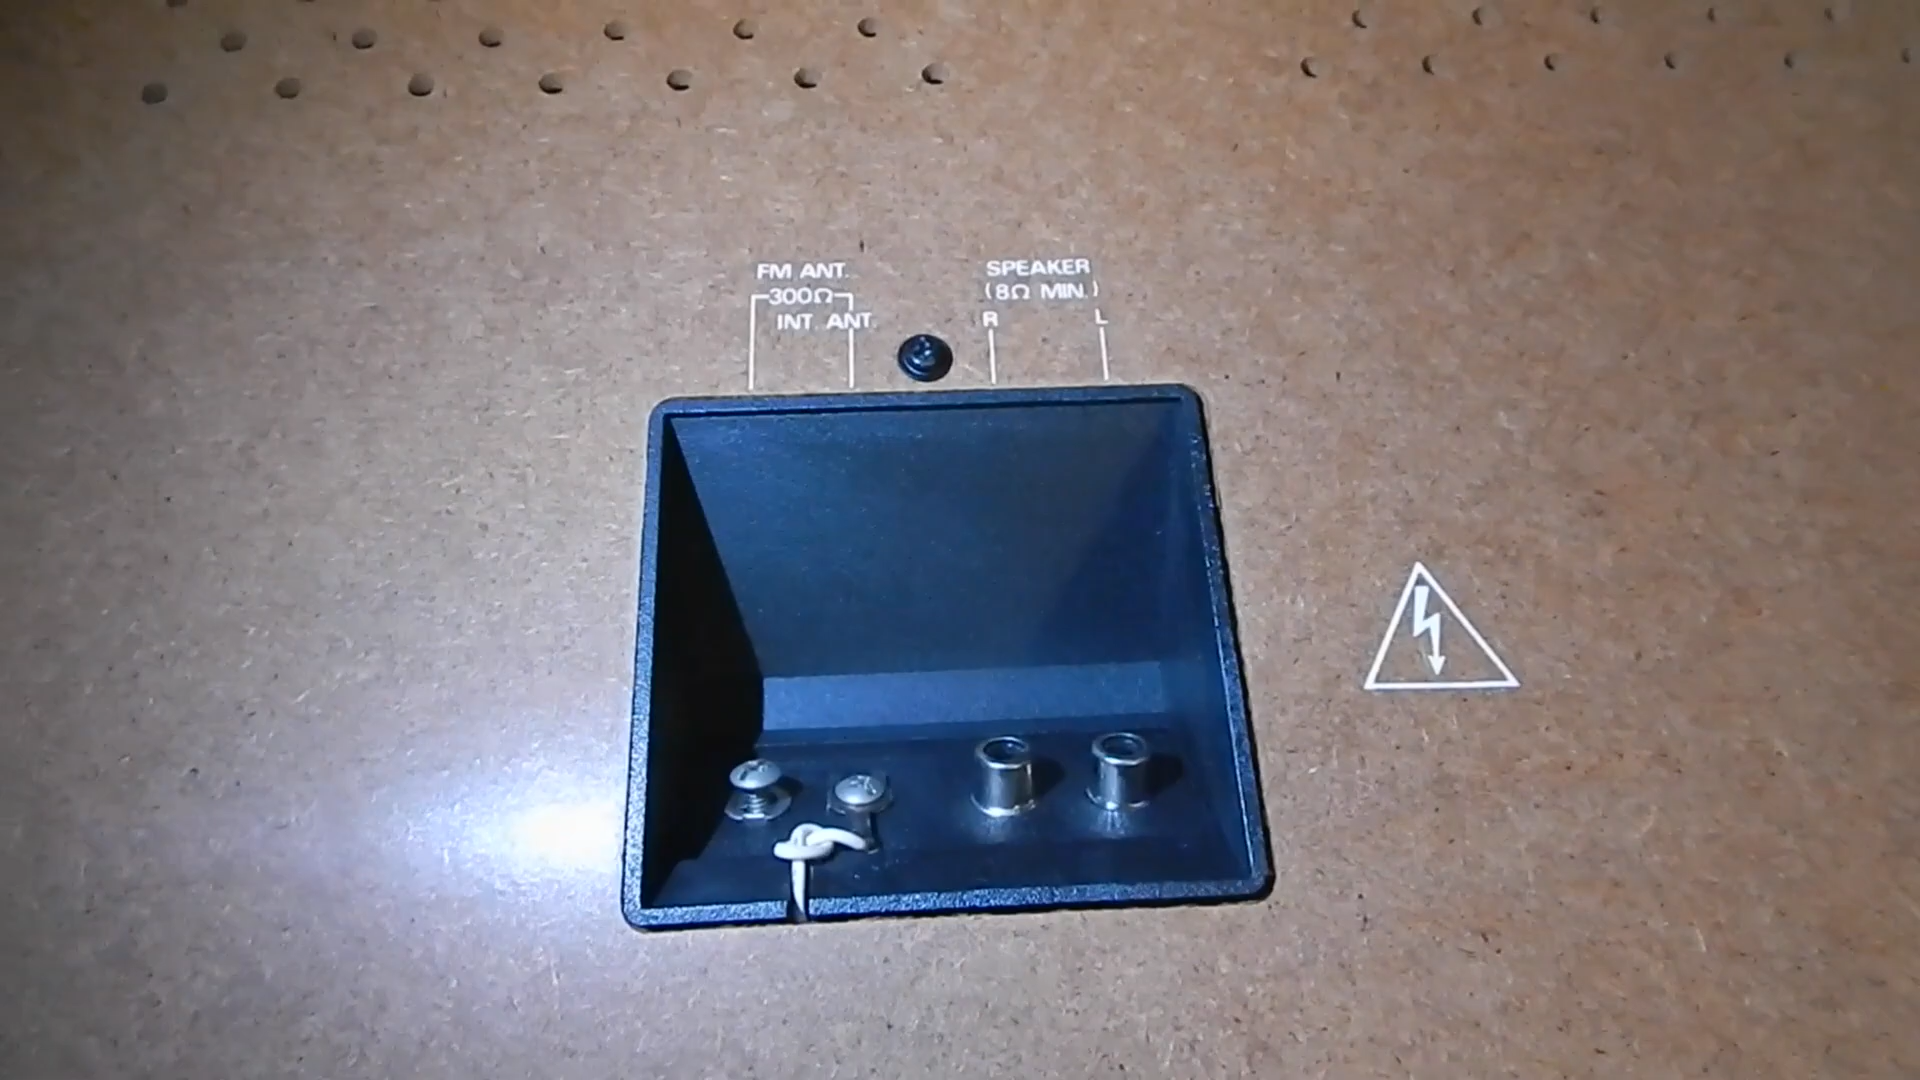 FM ANT.
300Ω
INT. ANT.
SPEAKER
(8Ω MIN.)
R L